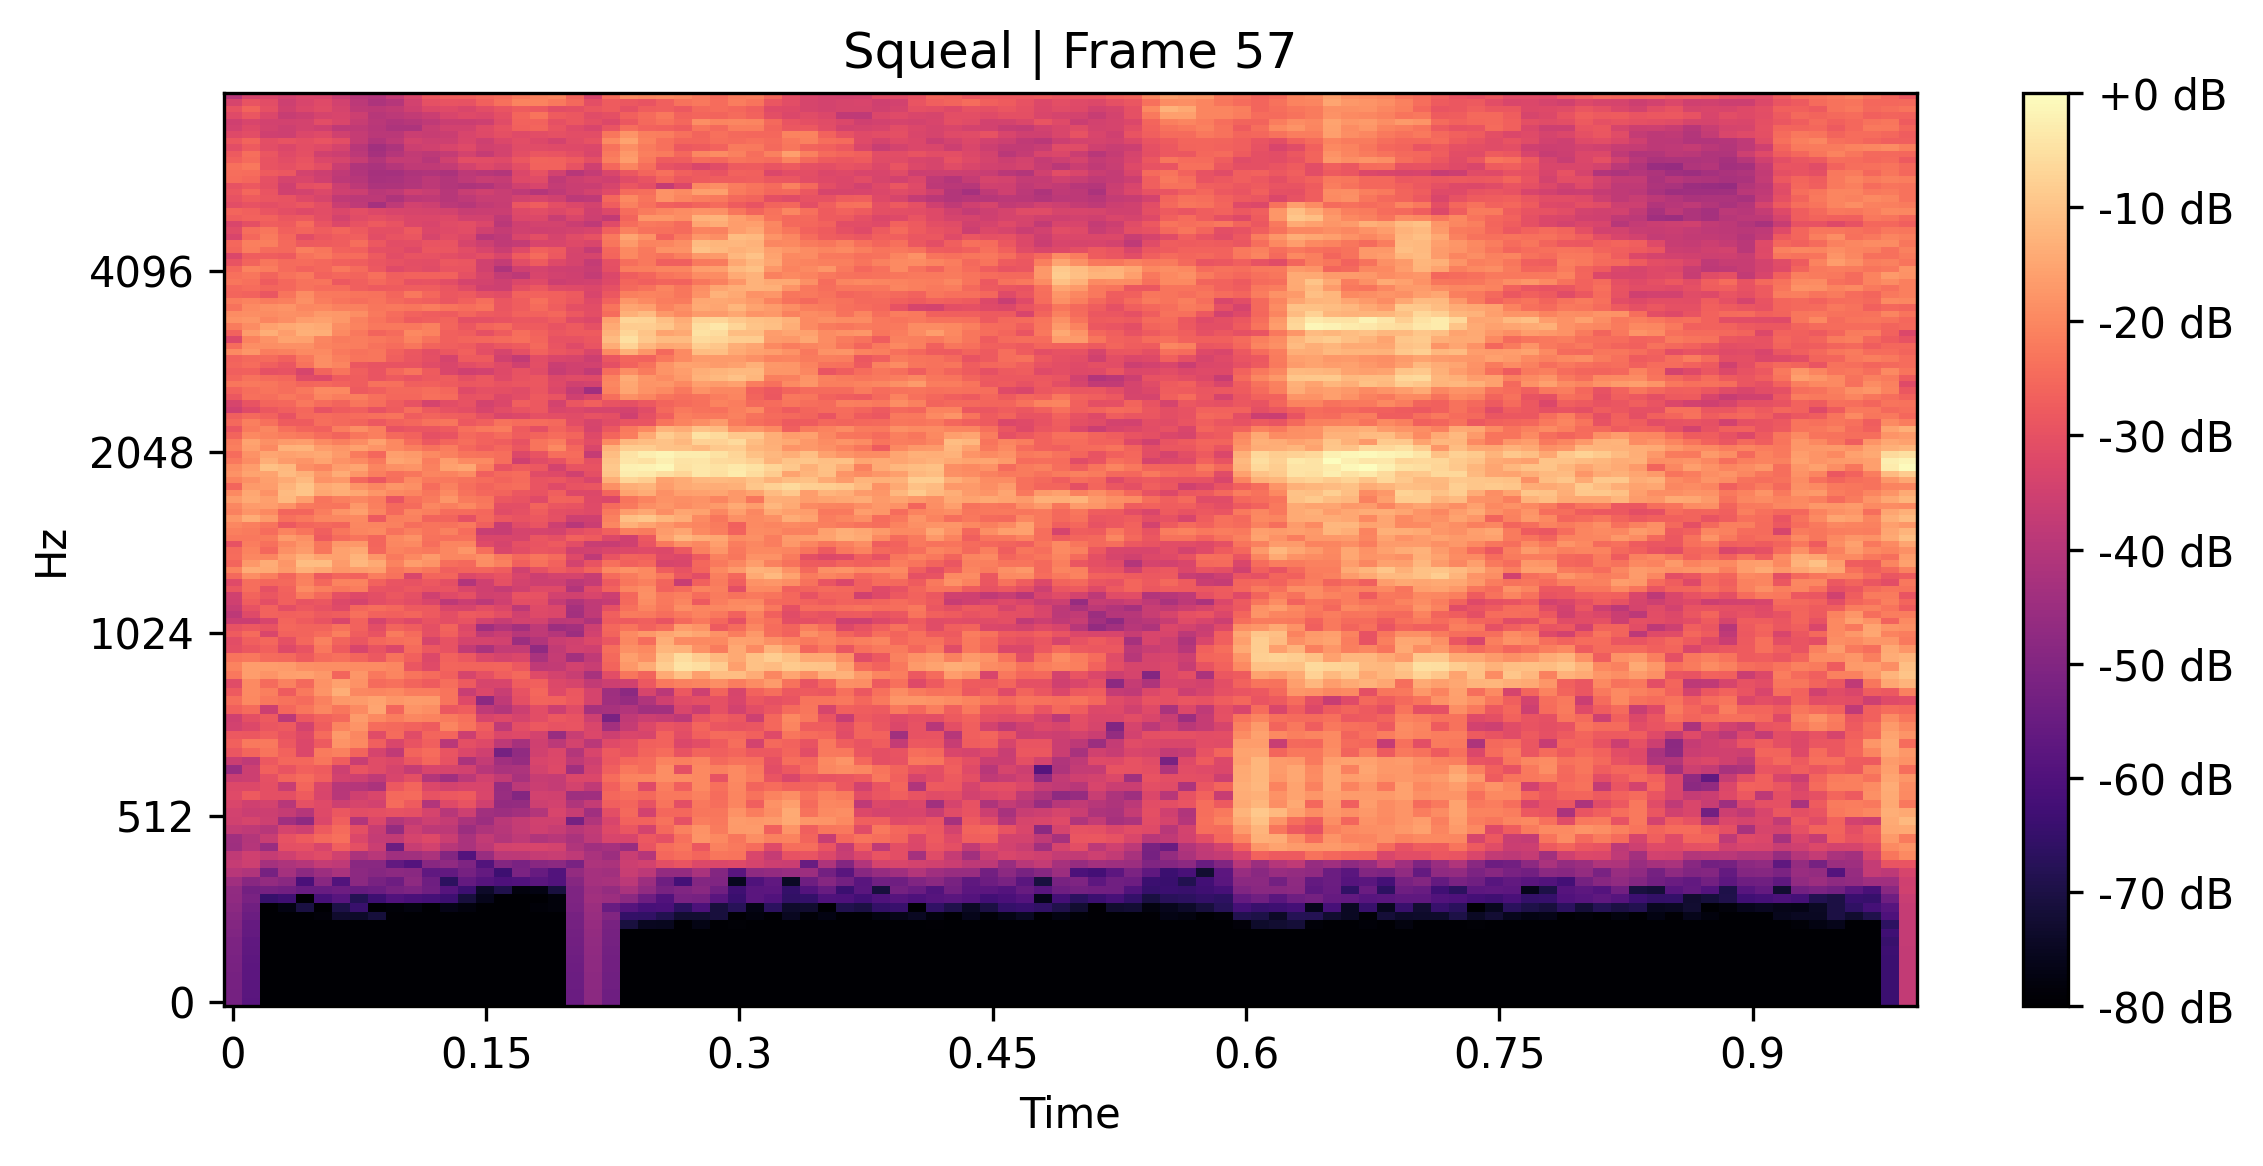 Squeal | Frame 57
+0 dB
-10 dB
-20 dB
-30 dB
-40 dB
-50 dB
-60 dB
-70 dB
-80 dB
Hz
4096
2048
1024
512
0
0 0.15 0.3 0.45 0.6 0.75 0.9
Time